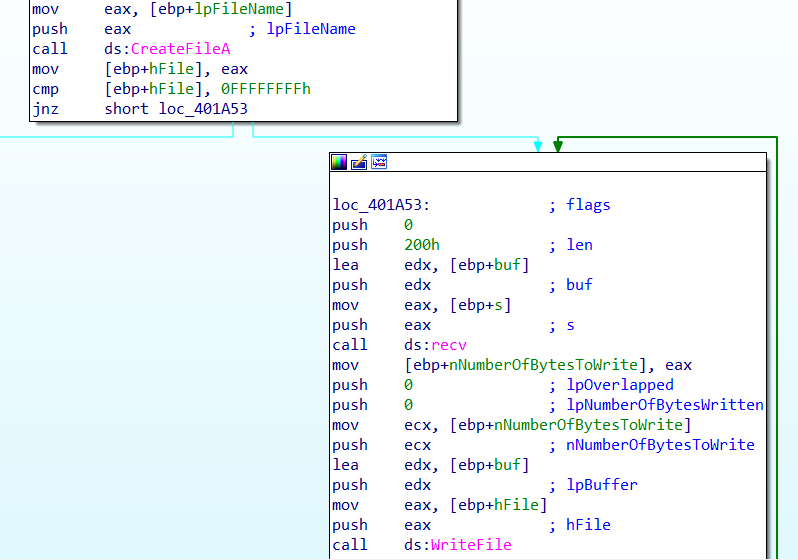 mov eax, [ebp+lpFileName]
push eax ; lpFileName
call ds:CreateFileA
mov [ebp+hFile], eax
cmp [ebp+hFile], 0FFFFFFFFh
jnz short loc_401A53
loc_401A53: ; flags
push 0
push 200h ; len
lea edx, [ebp+buf]
push edx ; buf
mov eax, [ebp+s]
push eax ; s
call ds:recv
mov [ebp+nNumberOfBytesToWrite], eax
push 0 ; lpOverlapped
push 0 ; lpNumberOfBytesWritten
mov ecx, [ebp+nNumberOfBytesToWrite]
push ecx ; nNumberOfBytesToWrite
lea edx, [ebp+buf]
push edx ; lpBuffer
mov eax, [ebp+hFile]
push eax ; hFile
call ds:WriteFile